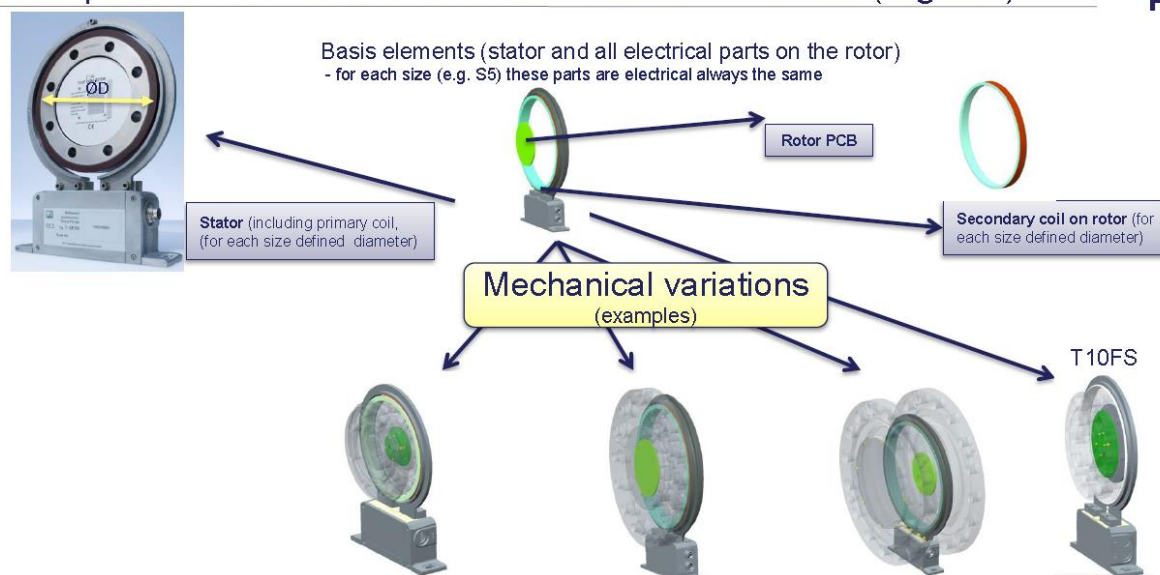 Basis elements (stator and all electrical parts on the rotor)
- for each size (e.g. S5) these parts are electrical always the same
ØD
Rotor PCB
Stator (including primary coil,
(for each size defined diameter)
Secondary coil on rotor (for
each size defined diameter)
Mechanical variations
(examples)
T10FS